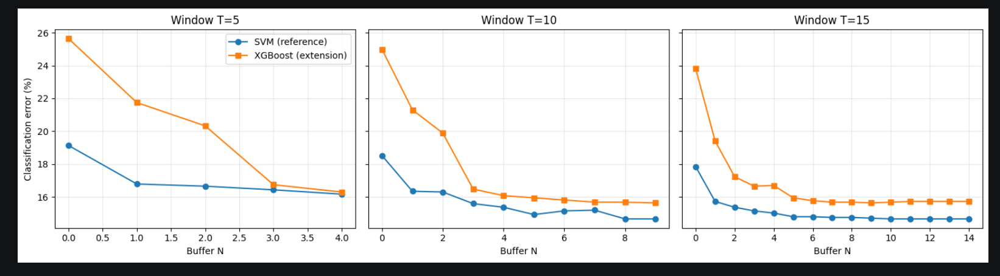 Window T=5
Window T=10
Window T=15
SVM (reference)
XGBoost (extension)
Classification error (%)
26
24
22
20
18
16
0.0 0.5 1.0 1.5 2.0 2.5 3.0 3.5 4.0
0 2 4 6 8
0 2 4 6 8 10 12 14
Buffer N
Buffer N
Buffer N